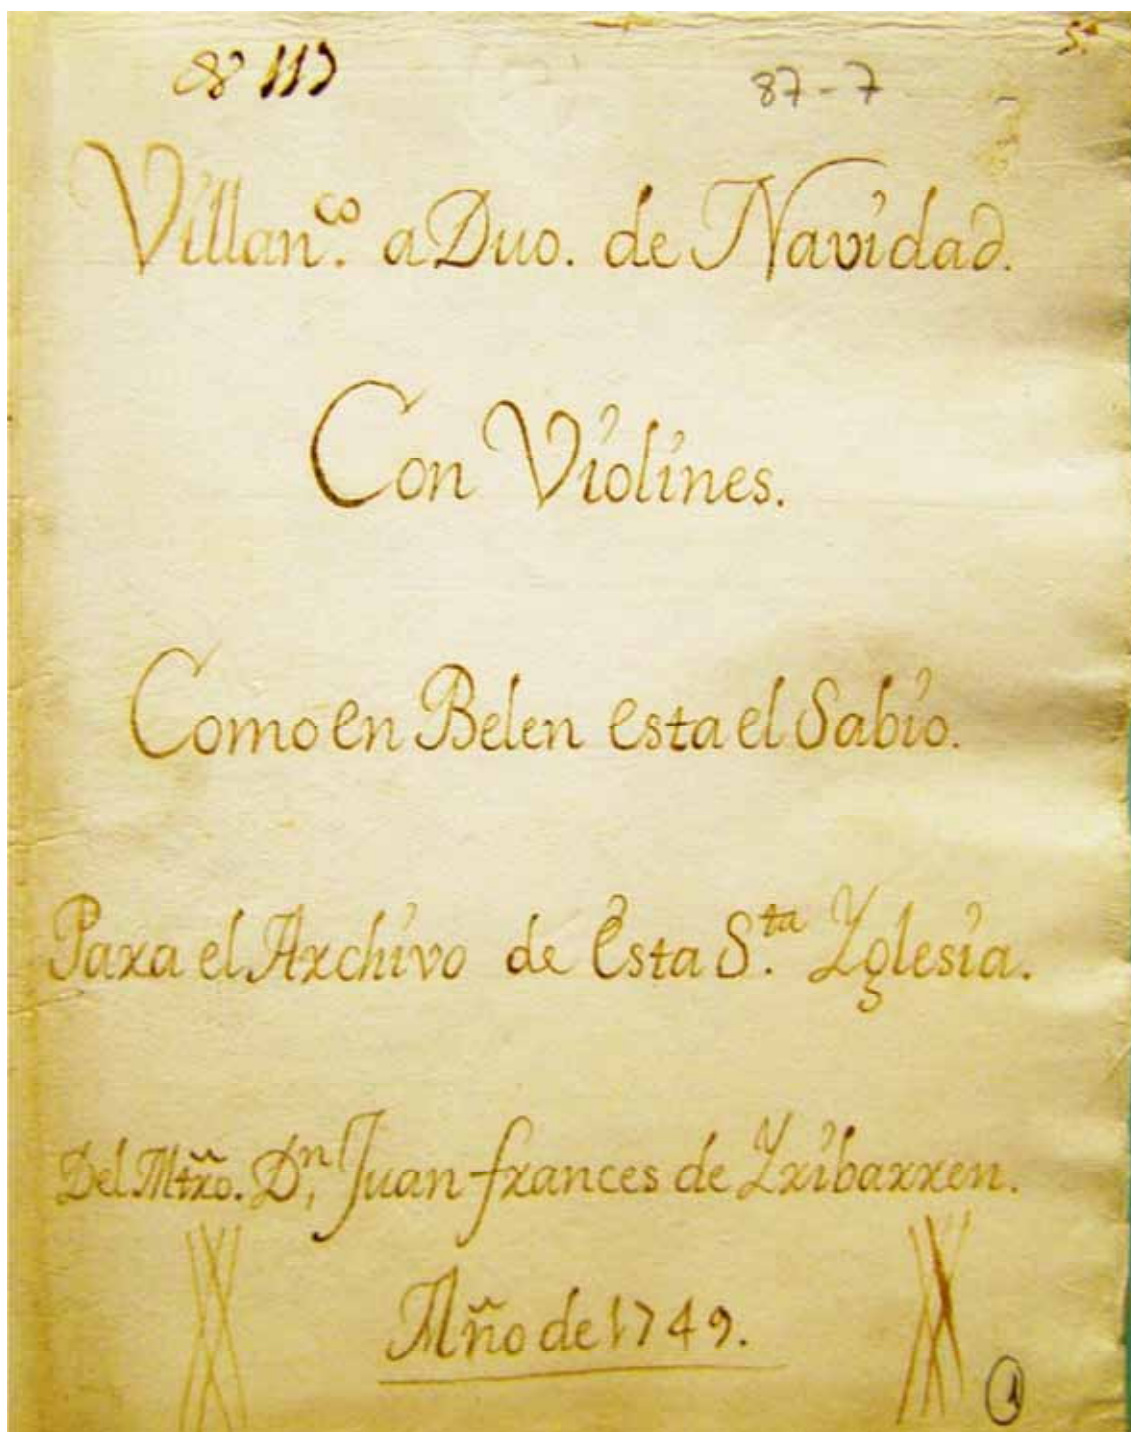 113
87-7
Villan.co a Duo. de Navidad.
Con Violines.
Como en Belen esta el Sabio.
Para el Archivo de Esta S.ta Yglesia.
Del Mtro. Dn, Juan frances de Yribarren.
Año de 1749.
1